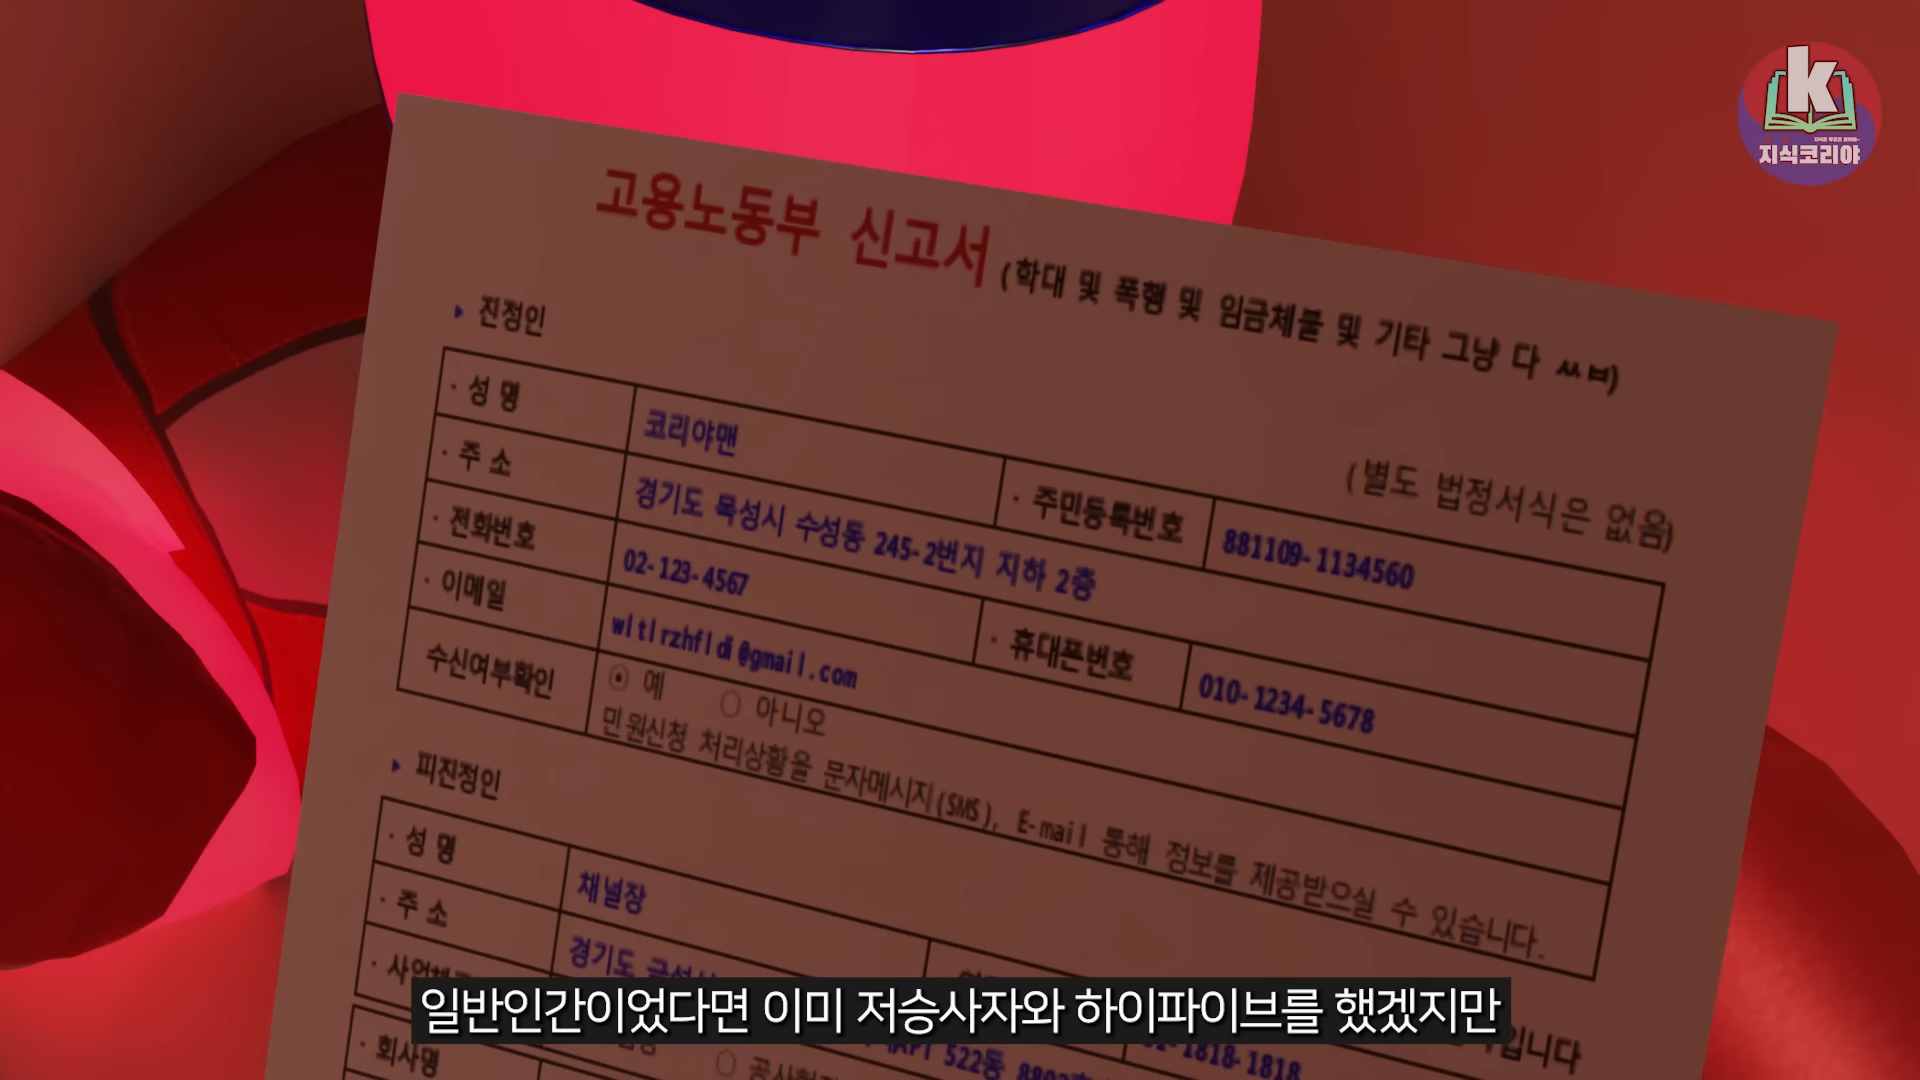 k
지식코리야
고용노동부 신고서 (학대 및 폭행 및 임금체불 및 기타 그냥 다 ㅆㅂ)
▸ 진정인
(별도 법정서식은 없음)
· 성 명 코리야맨 · 주민등록번호 881109-1134560
· 주 소 경기도 목성시 수성동 245-2번지 지하 2층
· 전화번호 02-123-4567 · 휴대폰번호 010-1234-5678
· 이메일 wltlrzhfldi@gmail.com
수신여부확인 예 아니오
민원신청 처리상황을 문자메시지(SMS), E-mail 통해 정보를 제공받으실 수 있습니다.
▸ 피진정인
· 성 명 채널장
· 주 소 경기도
522동
1818-1818
· 회사명
입니다
일반인간이었다면 이미 저승사자와 하이파이브를 했겠지만